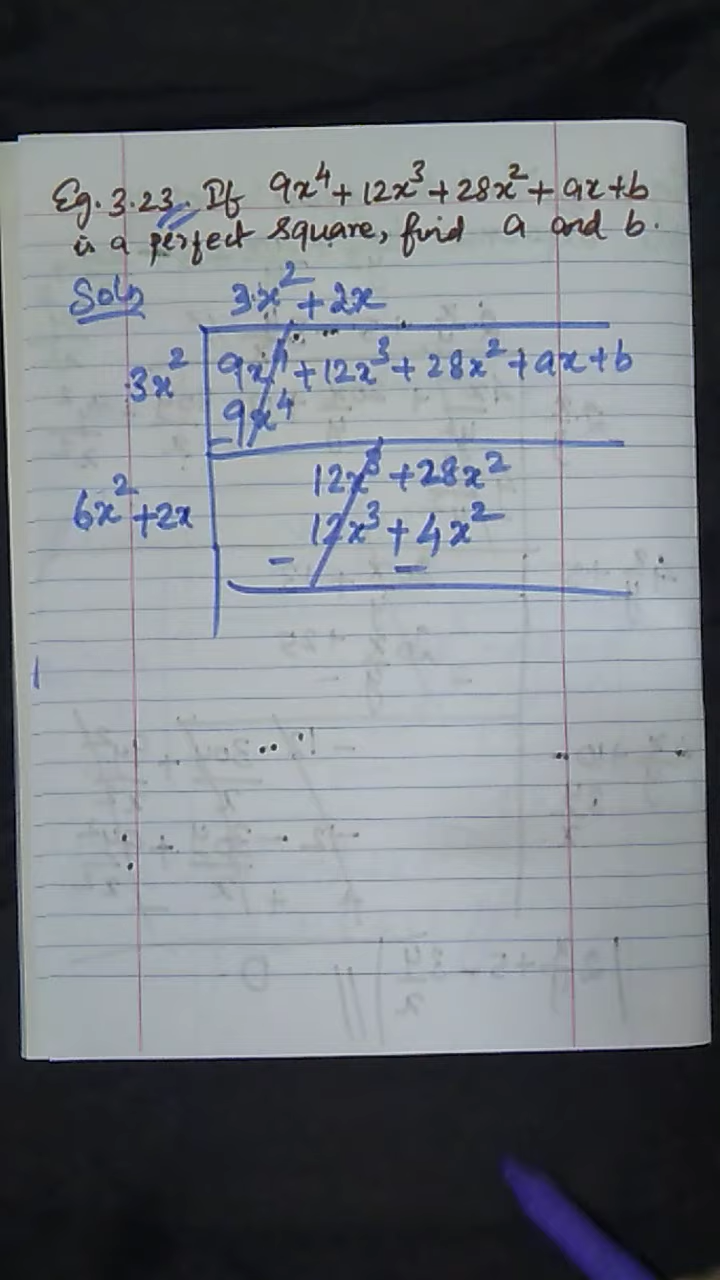 Eg. 3.23. If 9x⁴ + 12x³ + 28x² + ax + b
is a perfect square, find a and b.
Soln
3x² + 2x
3x² 9x⁴ + 12x³ + 28x² + ax + b
9x⁴
−
12x³ + 28x²
6x² + 2x 12x³ + 4x²
− −